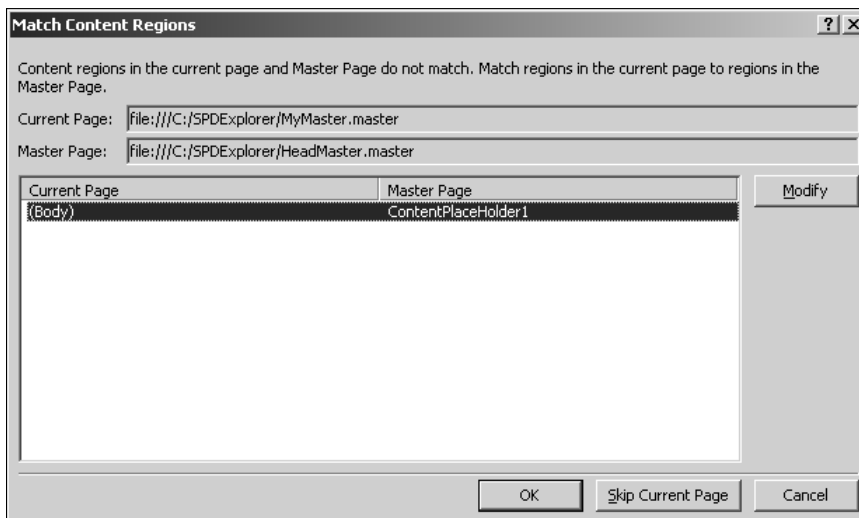 Match Content Regions
Content regions in the current page and Master Page do not match. Match regions in the current page to regions in the
Master Page.
Current Page: file:///C:/SPDExplorer/MyMaster.master
Master Page: file:///C:/SPDExplorer/HeadMaster.master
Current Page Master Page Modify
(Body) ContentPlaceHolder1
OK Skip Current Page Cancel